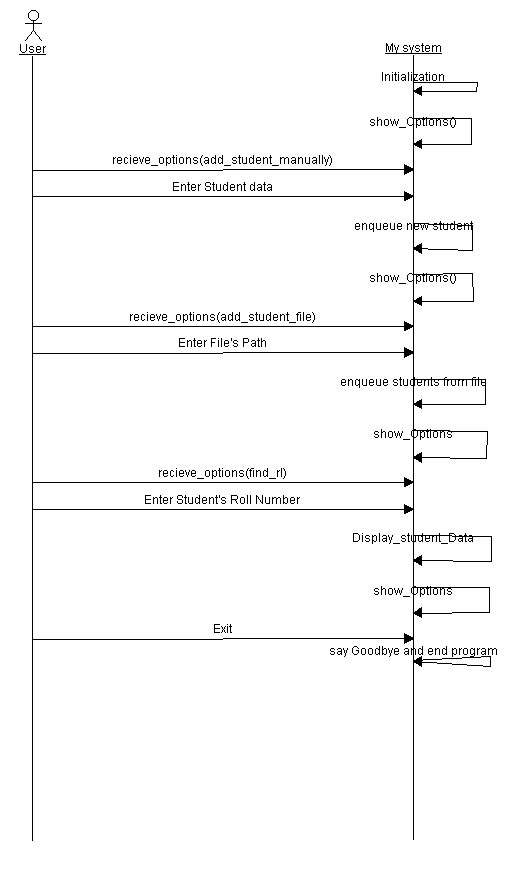 User
My system
Initialization
show_Options()
recieve_options(add_student_manually)
Enter Student data
enqueue new student
show_Options()
recieve_options(add_student_file)
Enter File's Path
enqueue students from file
show_Options
recieve_options(find_rl)
Enter Student's Roll Number
Display_student_Data
show_Options
Exit
say Goodbye and end program